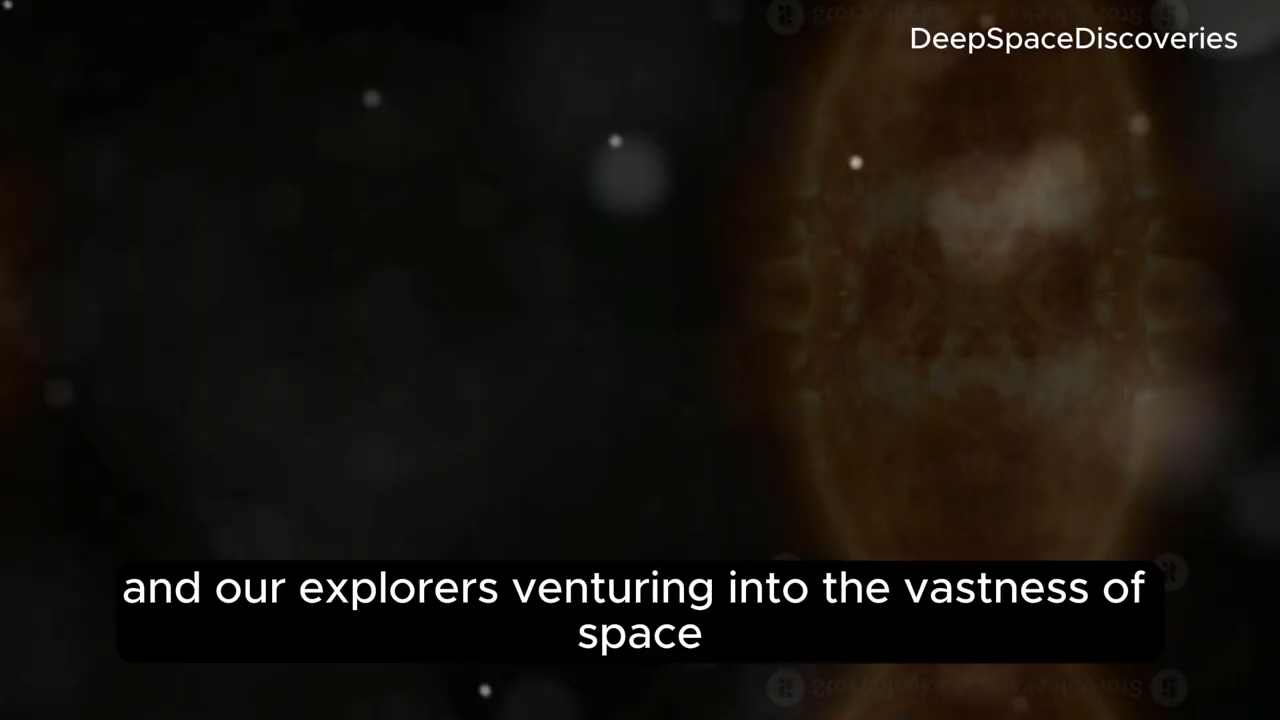 DeepSpaceDiscoveries
and our explorers venturing into the vastness of
space